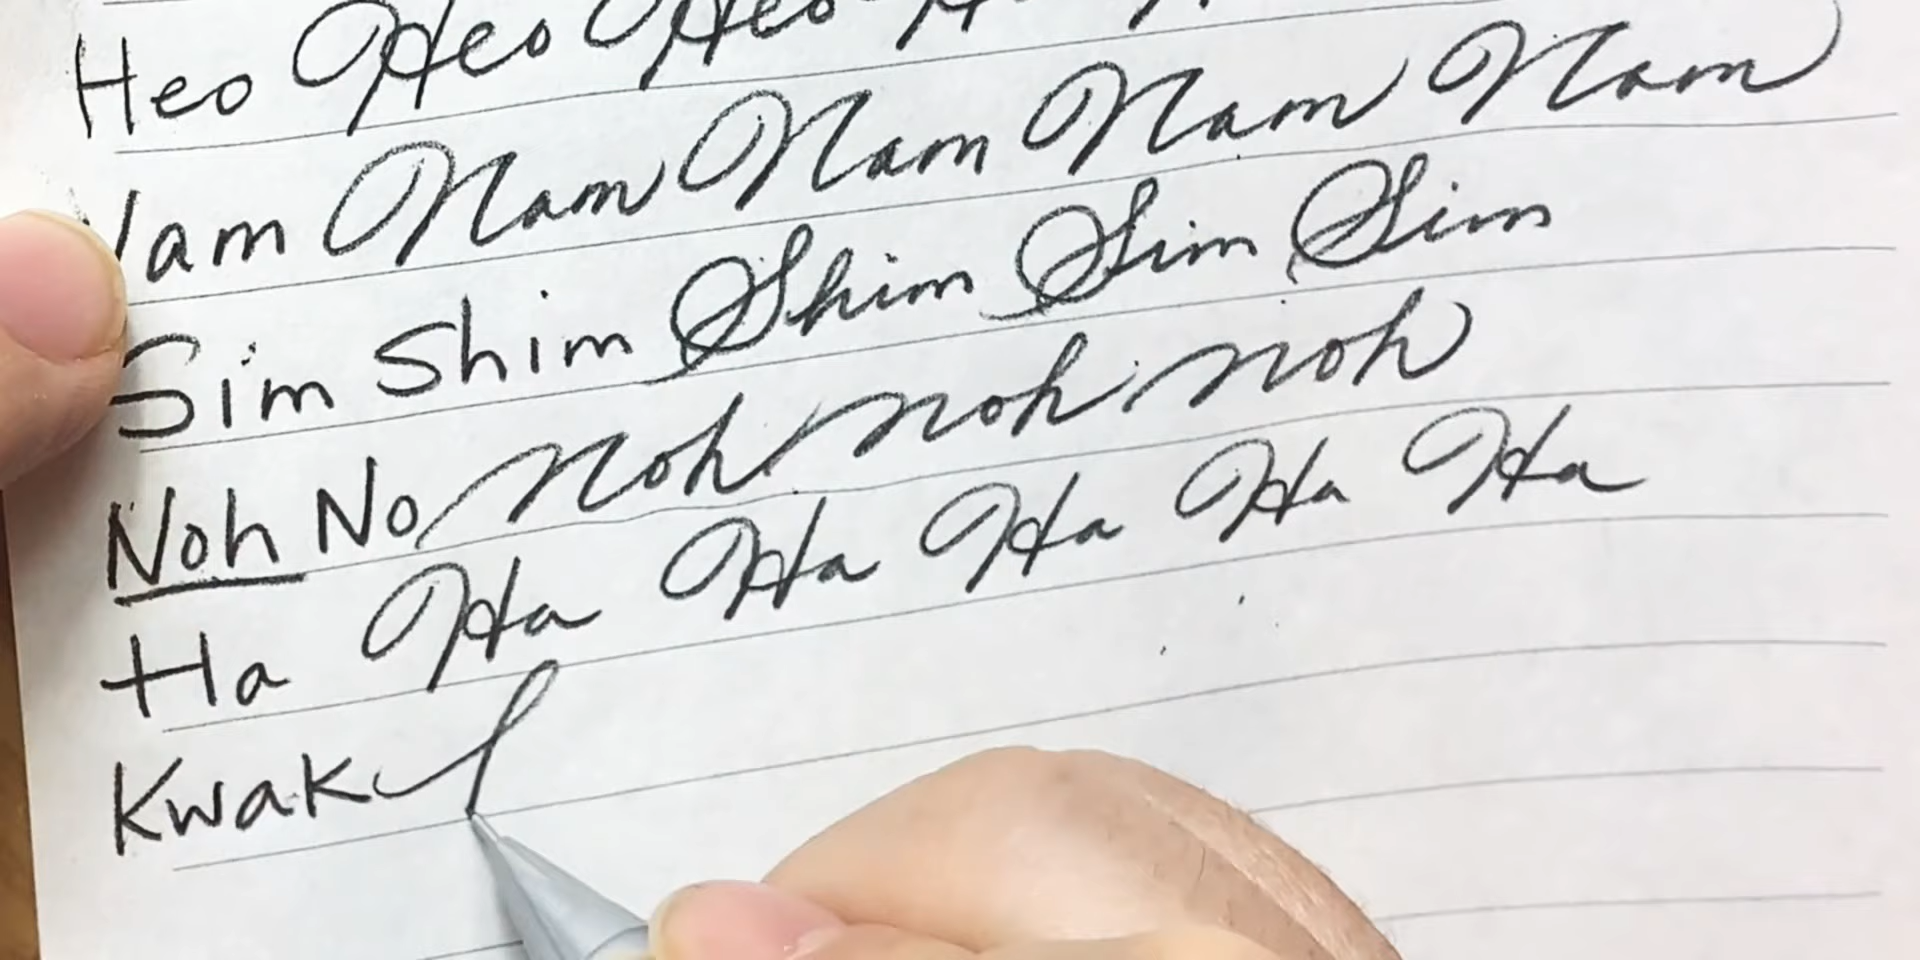 Heo Heo Heo
Nam Nam Nam Nam Nam
Sim Shim Shim Sim Sim
Noh No Noh Noh Noh
Ha Ha Ha Ha Ha Ha
Kwak